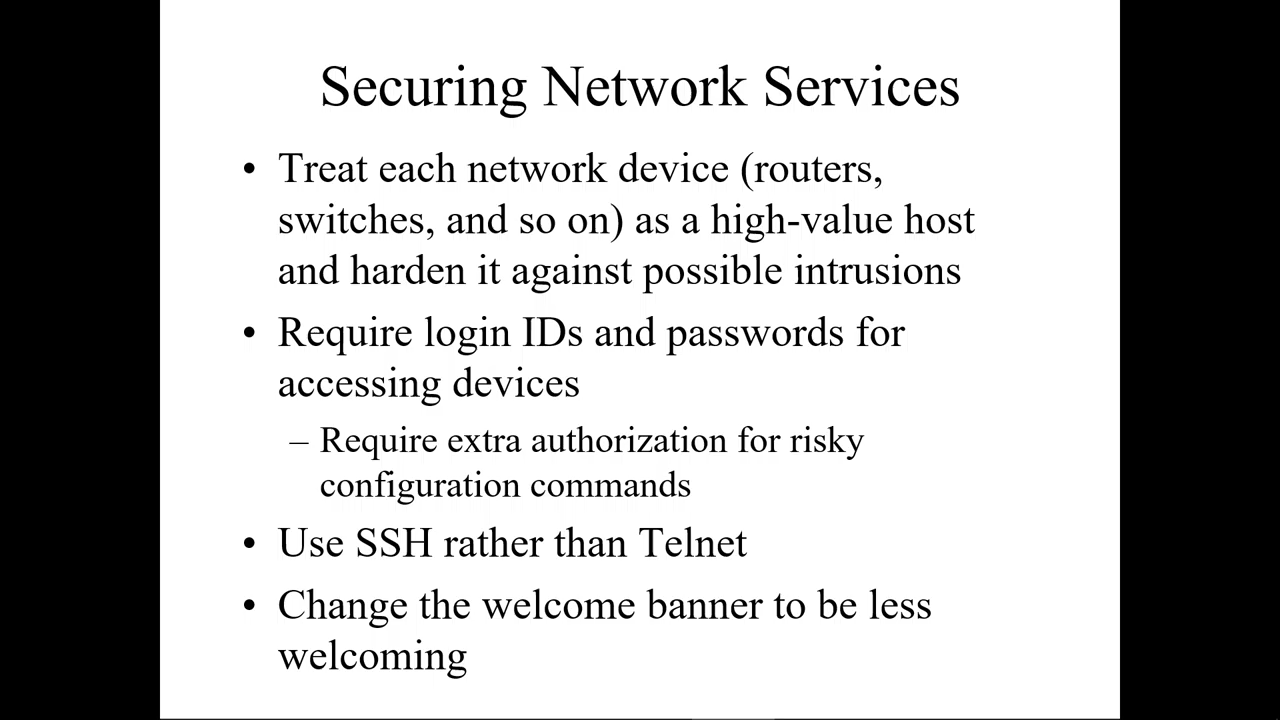 Securing Network Services
• Treat each network device (routers,
switches, and so on) as a high-value host
and harden it against possible intrusions
• Require login IDs and passwords for
accessing devices
– Require extra authorization for risky
configuration commands
• Use SSH rather than Telnet
• Change the welcome banner to be less
welcoming